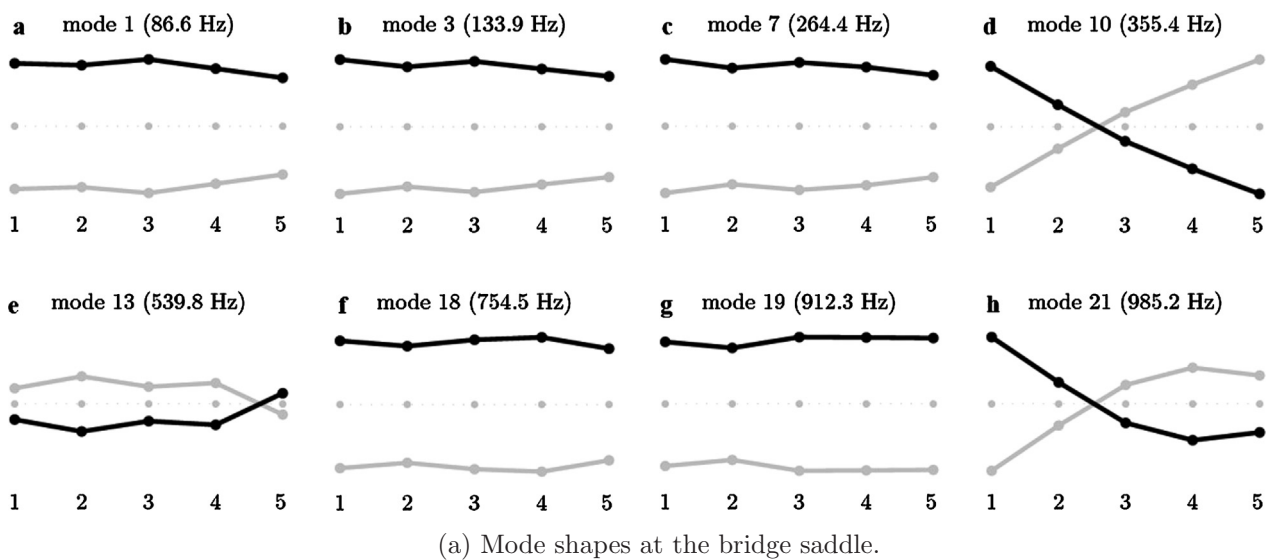 a mode 1 (86.6 Hz) b mode 3 (133.9 Hz) c mode 7 (264.4 Hz) d mode 10 (355.4 Hz)
1 2 3 4 5 1 2 3 4 5 1 2 3 4 5 1 2 3 4 5
e mode 13 (539.8 Hz) f mode 18 (754.5 Hz) g mode 19 (912.3 Hz) h mode 21 (985.2 Hz)
1 2 3 4 5 1 2 3 4 5 1 2 3 4 5 1 2 3 4 5
(a) Mode shapes at the bridge saddle.